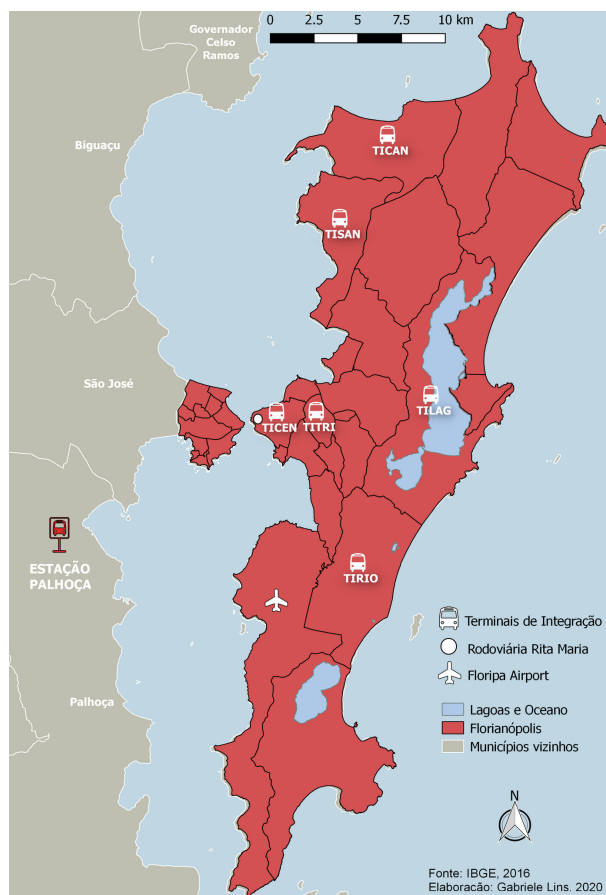 Governador
Celso
Ramos
0 2.5 5 7.5 10 km
Biguaçu
TICAN
TISAN
São José
TICEN
TITRI
TILAG
ESTAÇÃO
PALHOÇA
TIRIO
Terminais de Integração
Rodoviária Rita Maria
Floripa Airport
Palhoça
Lagoas e Oceano
Florianópolis
Municípios vizinhos
N
Fonte: IBGE, 2016
Elaboração: Gabriele Lins. 2020